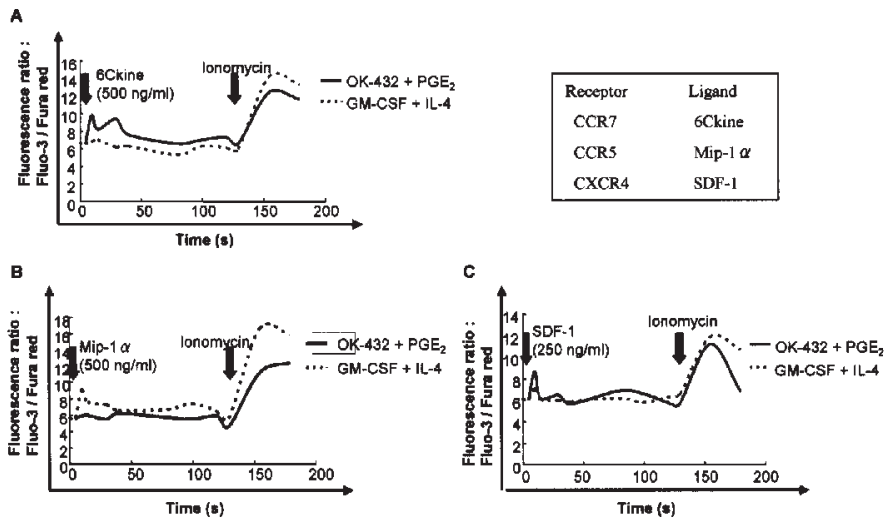 A
Fluorescence ratio :
Fluo-3 / Fura red
16
14
12
10
8
6
4
2
0
6Ckine
(500 ng/ml)
Ionomycin
OK-432 + PGE₂
GM-CSF + IL-4
0 50 100 150 200
Time (s)
Receptor Ligand
CCR7 6Ckine
CCR5 Mip-1 α
CXCR4 SDF-1
B
Fluorescence ratio :
Fluo-3 / Fura red
18
16
14
12
10
8
6
4
2
0
Mip-1 α
(500 ng/ml)
Ionomycin
OK-432 + PGE₂
GM-CSF + IL-4
0 50 100 150 200
Time (s)
C
Fluorescence ratio :
Fluo-3 / Fura red
14
12
10
8
6
4
2
0
SDF-1
(250 ng/ml)
Ionomycin
OK-432 + PGE₂
GM-CSF + IL-4
0 50 100 150 200
Time (s)